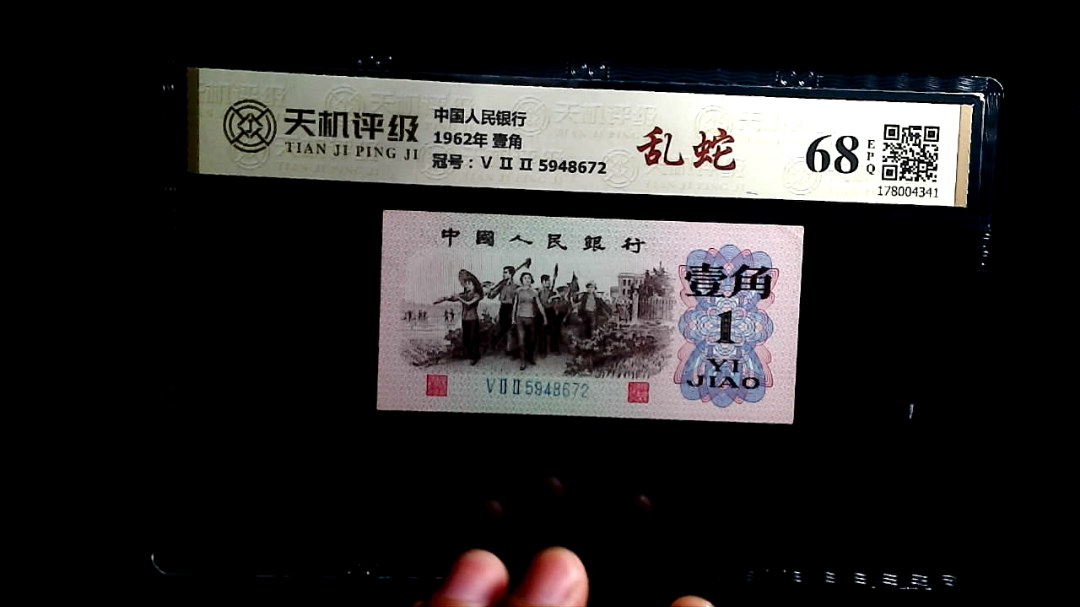 天机评级
TIAN JI PING JI
中国人民银行
1962年 壹角
冠号：V II II 5948672
乱蛇
68
EPQ
178004341
中國人民銀行
壹角
1
YI
JIAO
V II II 5948672